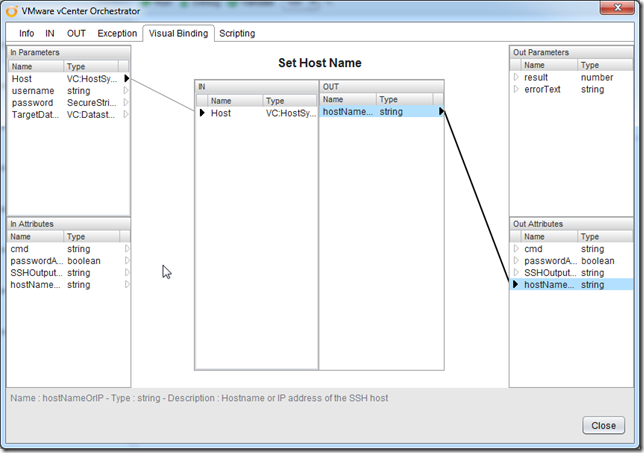 VMware vCenter Orchestrator
Info IN OUT Exception Visual Binding Scripting
In Parameters
Name Type
Host VC:HostSy...
username string
password SecureStri...
TargetDat... VC:Datast...
In Attributes
Name Type
cmd string
passwordA... boolean
SSHOutput... string
hostName... string
Set Host Name
IN
Name Type
Host VC:HostSy...
OUT
Name Type
hostName... string
Out Parameters
Name Type
result number
errorText string
Out Attributes
Name Type
cmd string
passwordA... boolean
SSHOutput... string
hostName... string
Name : hostNameOrIP - Type : string - Description : Hostname or IP address of the SSH host
Close